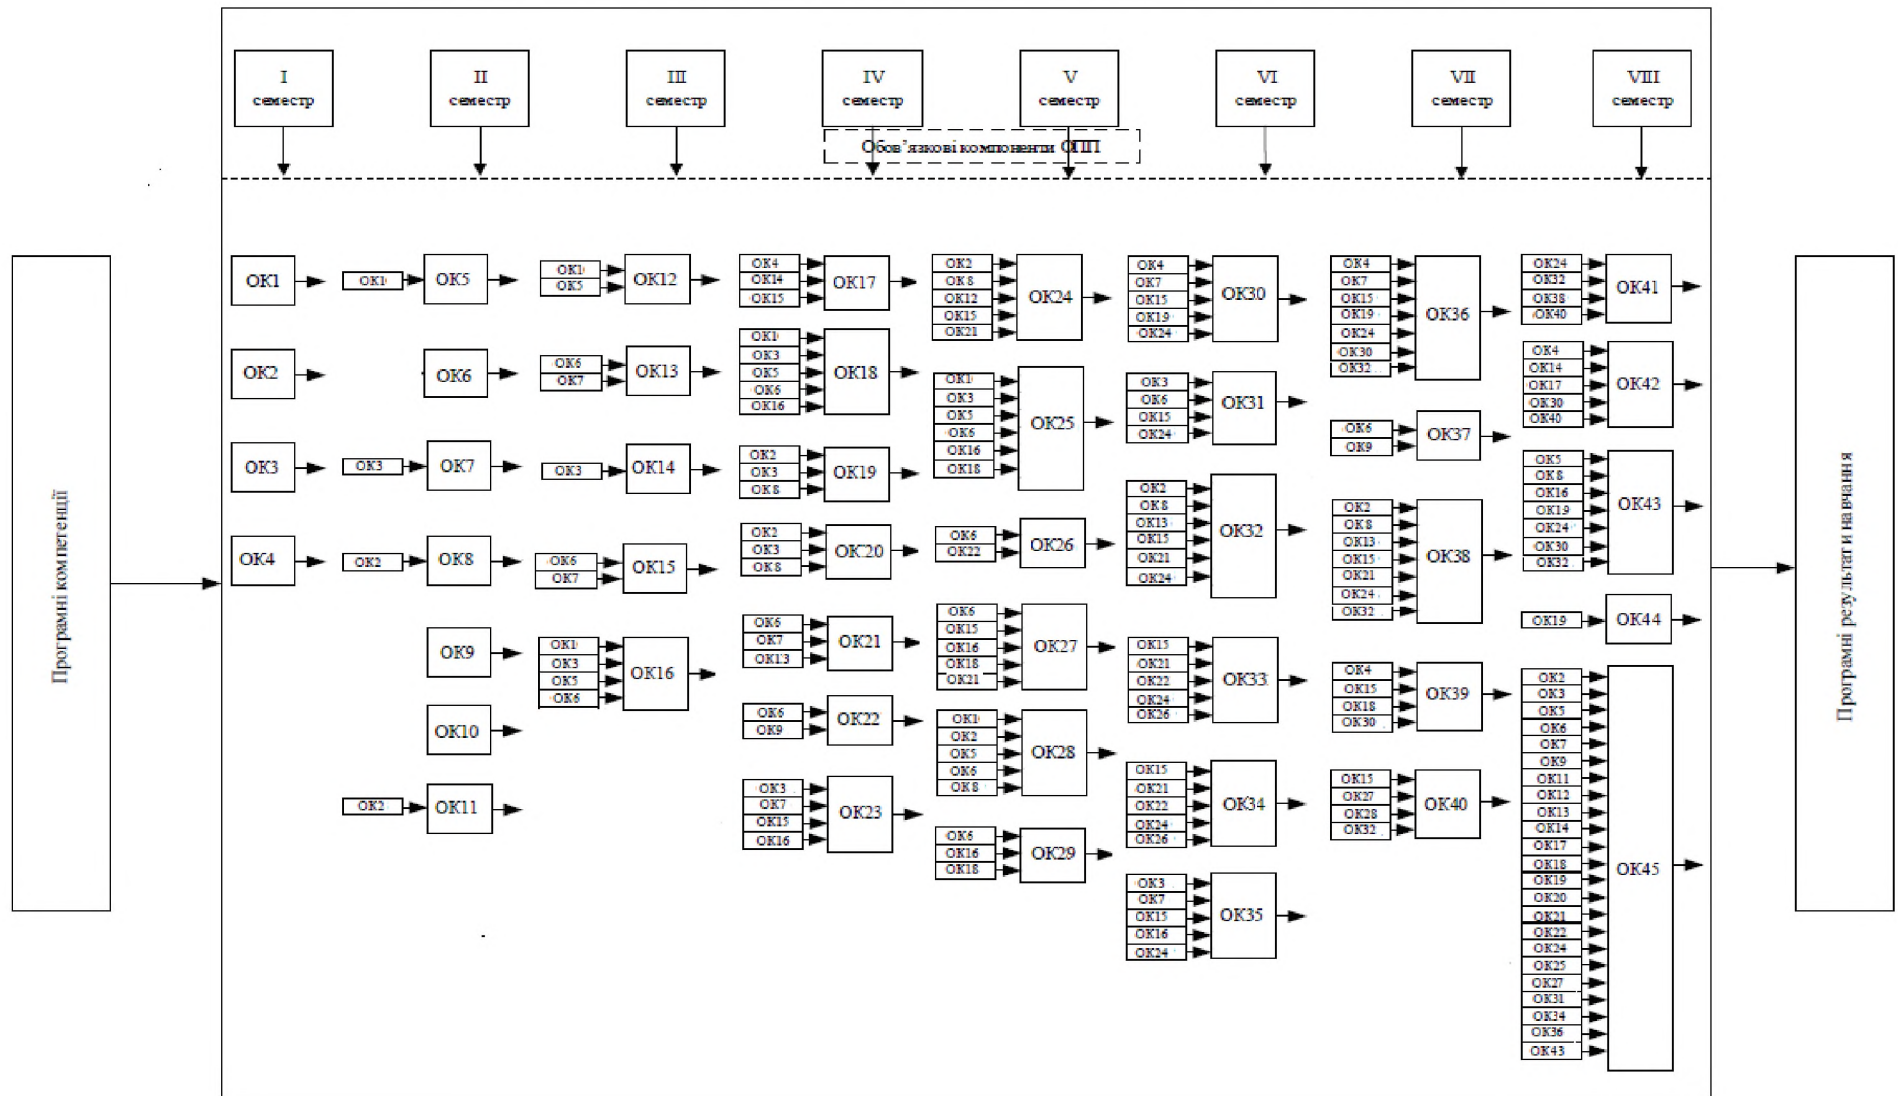 I
семестр
II
семестр
III
семестр
IV
семестр
V
семестр
VI
семестр
VII
семестр
VIII
семестр
Обов’язкові компоненти ОПП
Програмні компетенції
ОК1
ОК2
ОК3
ОК4
ОК1
ОК5
ОК6
ОК3
ОК7
ОК2
ОК8
ОК9
ОК10
ОК2
ОК11
ОК1
ОК5
ОК12
ОК6
ОК7
ОК13
ОК3
ОК14
ОК6
ОК7
ОК15
ОК1
ОК3
ОК5
ОК6
ОК16
ОК4
ОК14
ОК15
ОК17
ОК1
ОК3
ОК5
ОК6
ОК16
ОК18
ОК2
ОК3
ОК8
ОК19
ОК2
ОК3
ОК8
ОК20
ОК6
ОК7
ОК13
ОК21
ОК6
ОК9
ОК22
ОК3
ОК7
ОК15
ОК16
ОК23
ОК2
ОК8
ОК12
ОК15
ОК21
ОК24
ОК1
ОК3
ОК5
ОК6
ОК16
ОК18
ОК25
ОК6
ОК22
ОК26
ОК6
ОК15
ОК16
ОК18
ОК21
ОК27
ОК1
ОК2
ОК5
ОК6
ОК8
ОК28
ОК6
ОК16
ОК18
ОК29
ОК4
ОК7
ОК15
ОК19
ОК24
ОК30
ОК3
ОК6
ОК15
ОК24
ОК31
ОК2
ОК8
ОК13
ОК15
ОК21
ОК24
ОК32
ОК15
ОК21
ОК22
ОК24
ОК26
ОК33
ОК15
ОК21
ОК22
ОК24
ОК26
ОК34
ОК3
ОК7
ОК15
ОК16
ОК24
ОК35
ОК4
ОК7
ОК15
ОК19
ОК24
ОК30
ОК32
ОК36
ОК6
ОК9
ОК37
ОК2
ОК8
ОК13
ОК15
ОК21
ОК24
ОК32
ОК38
ОК4
ОК15
ОК18
ОК30
ОК39
ОК15
ОК27
ОК28
ОК32
ОК40
ОК24
ОК32
ОК38
ОК40
ОК41
ОК4
ОК14
ОК17
ОК30
ОК40
ОК42
ОК5
ОК8
ОК16
ОК19
ОК24
ОК30
ОК32
ОК43
ОК19
ОК44
ОК2
ОК3
ОК5
ОК6
ОК7
ОК9
ОК11
ОК12
ОК13
ОК14
ОК17
ОК18
ОК19
ОК20
ОК21
ОК22
ОК24
ОК25
ОК27
ОК31
ОК34
ОК36
ОК43
ОК45
Програмні результати навчання